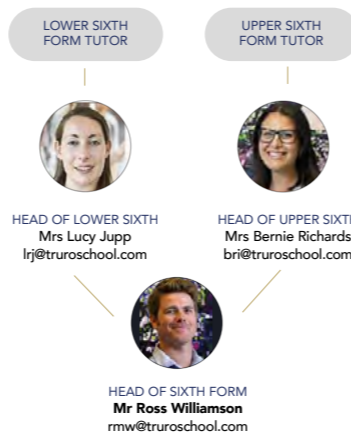 LOWER SIXTH
FORM TUTOR
UPPER SIXTH
FORM TUTOR
HEAD OF LOWER SIXTH
Mrs Lucy Jupp
lrj@truroschool.com
HEAD OF UPPER SIXTH
Mrs Bernie Richards
bri@truroschool.com
HEAD OF SIXTH FORM
Mr Ross Williamson
rmw@truroschool.com